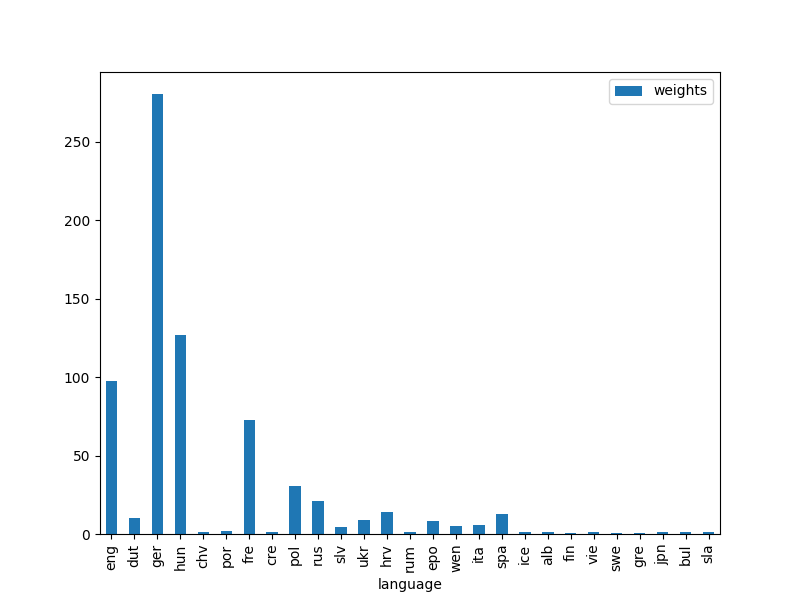 weights
250
200
150
100
50
0
eng dut ger hun chv por fre cre pol rus slv ukr hrv rum epo wen ita spa ice alb fin vie swe gre jpn bul sla
language